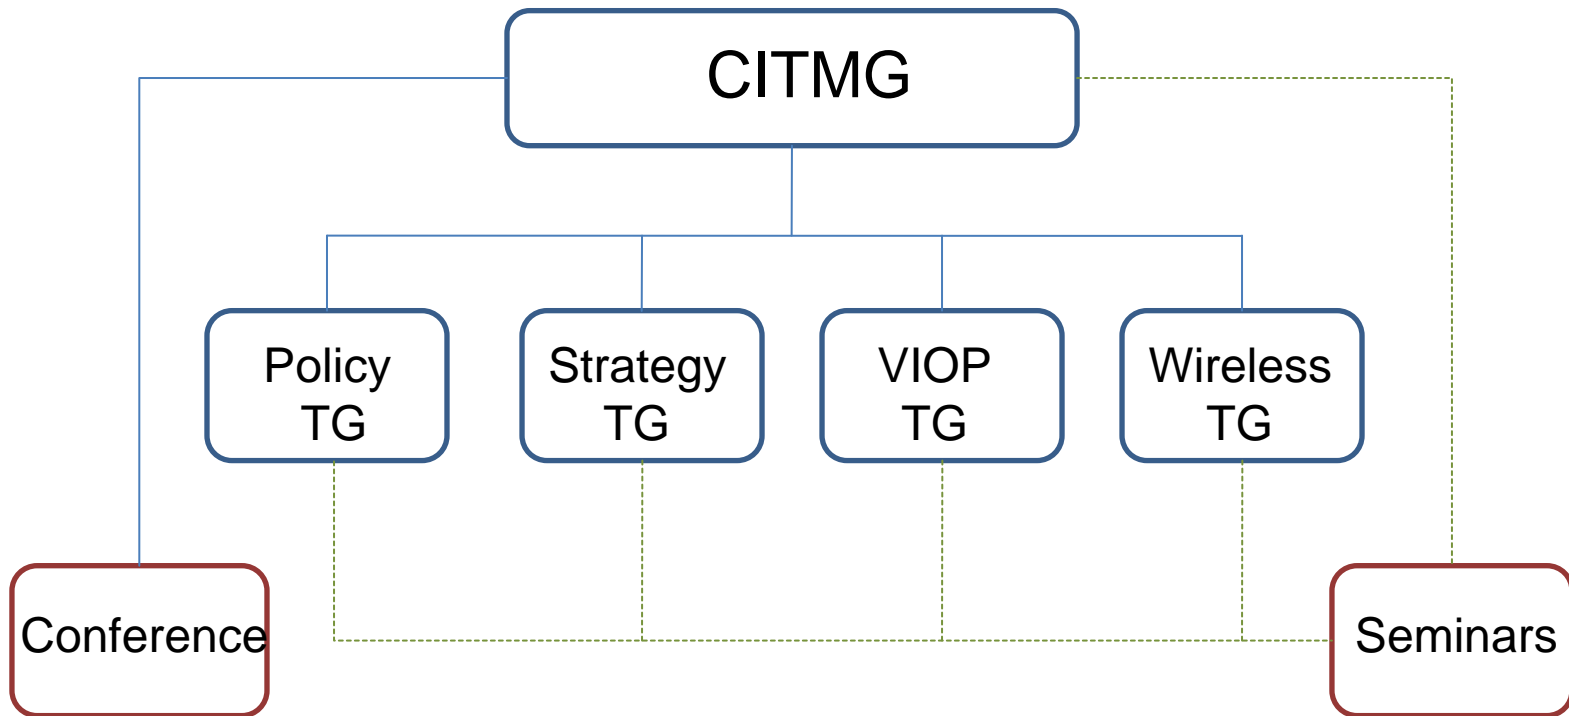 CITMG
Policy
TG
Strategy
TG
VIOP
TG
Wireless
TG
Conference
Seminars